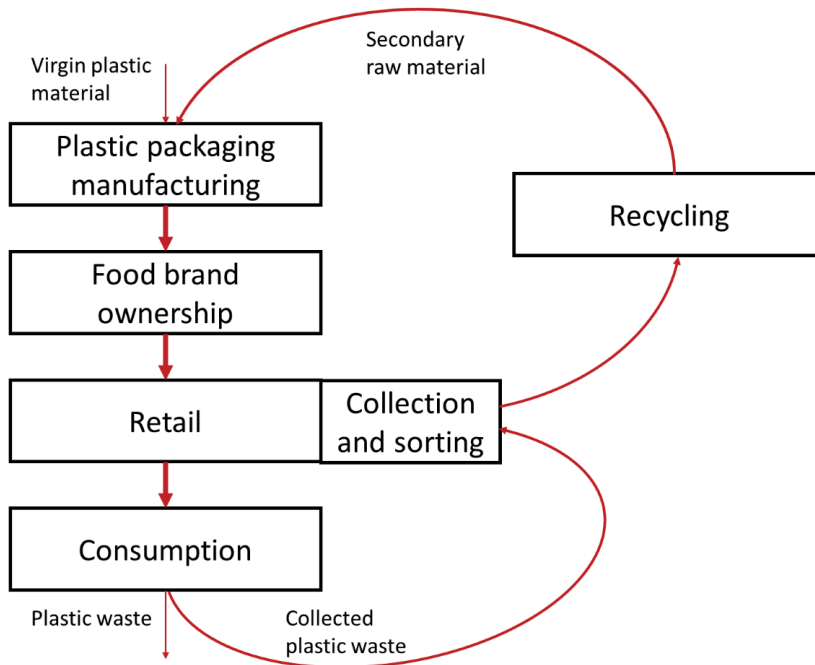 Secondary
raw material
Virgin plastic
material
Plastic packaging
manufacturing
Recycling
Food brand
ownership
Retail
Collection
and sorting
Consumption
Plastic waste
Collected
plastic waste